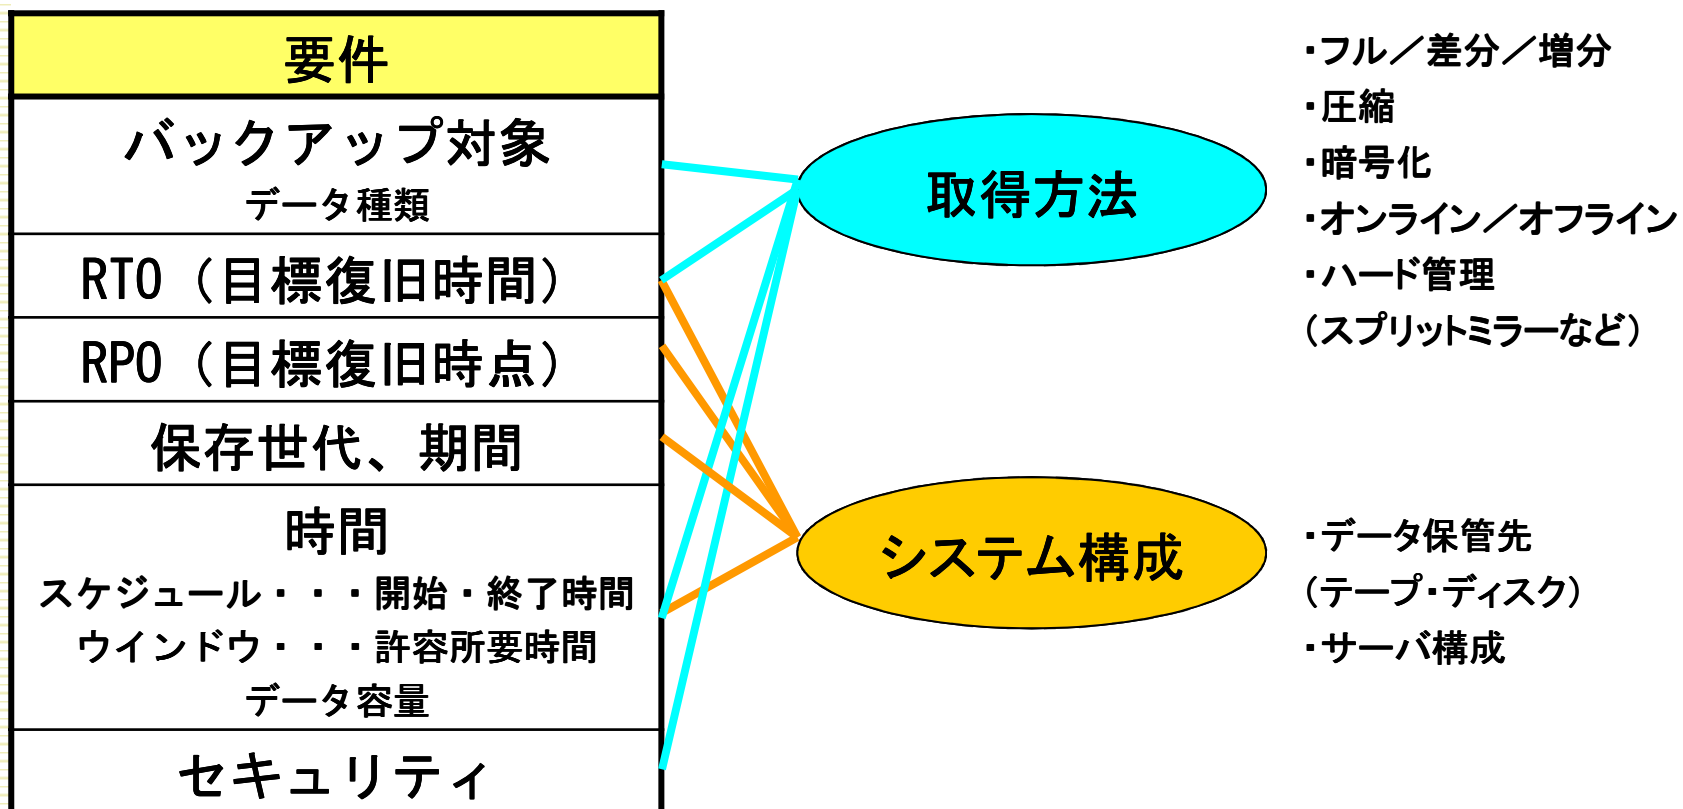 要件
バックアップ対象
データ種類
RTO（目標復旧時間）
RPO（目標復旧時点）
保存世代、期間
時間
スケジュール・・・開始・終了時間
ウインドウ・・・許容所要時間
データ容量
セキュリティ
取得方法
システム構成
・フル／差分／増分
・圧縮
・暗号化
・オンライン／オフライン
・ハード管理
（スプリットミラーなど）
・データ保管先
（テープ・ディスク）
・サーバ構成